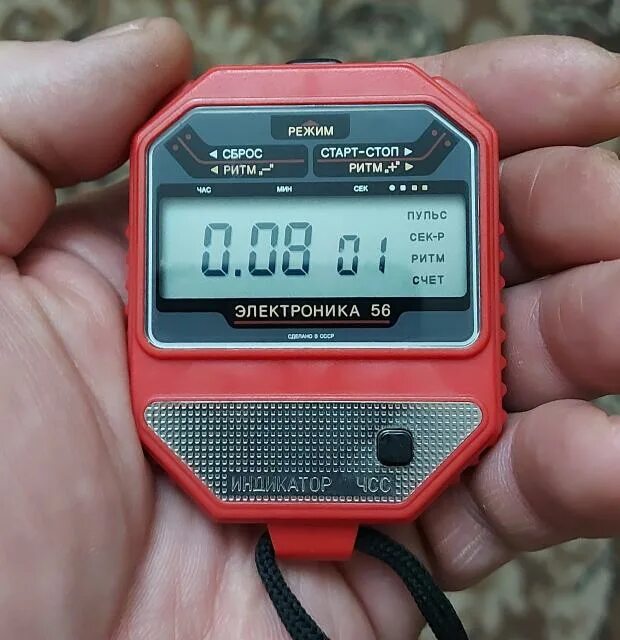 РЕЖИМ
◄ СБРОС СТАРТ-СТОП ►
◄ РИТМ „–” РИТМ „+” ►
ЧАС МИН СЕК
ПУЛЬС
СЕК-Р
0.08 01
РИТМ
СЧЕТ
ЭЛЕКТРОНИКА 56
СДЕЛАНО В СССР
ИНДИКАТОР ЧСС